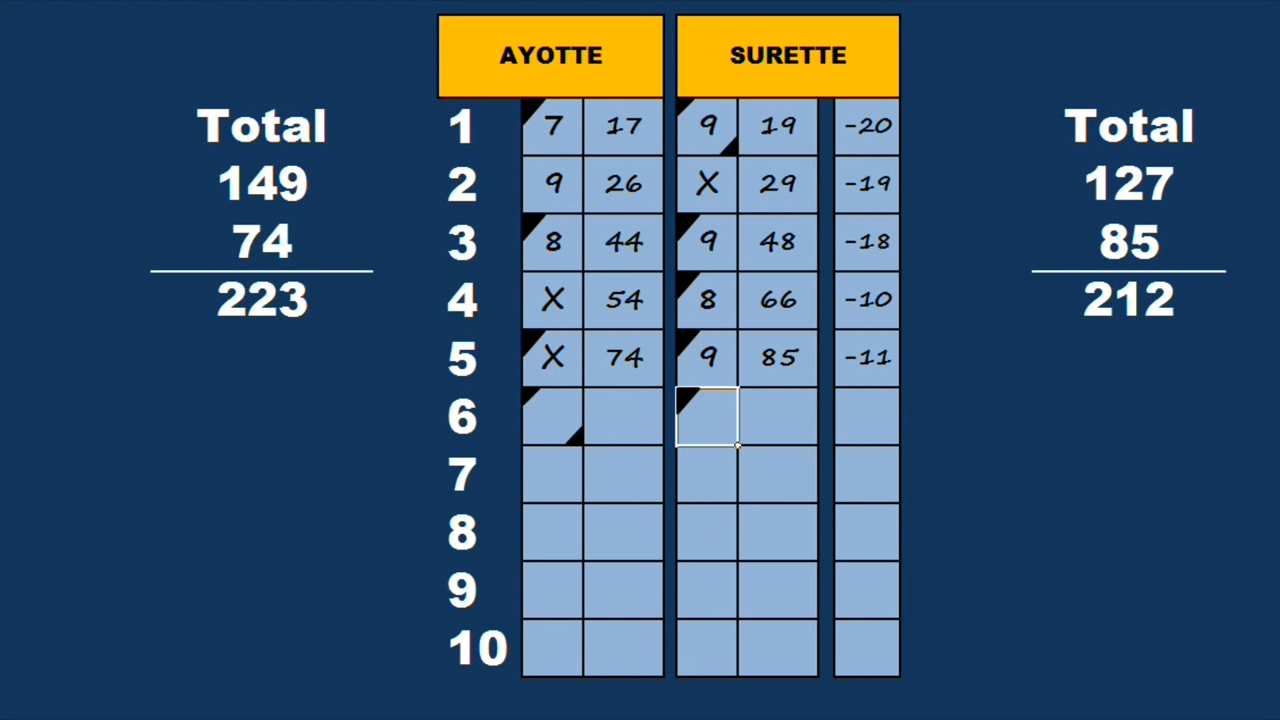 AYOTTE SURETTE
Total 1 7 17 9 19 -20 Total
149 2 9 26 X 29 -19 127
74 3 8 44 9 48 -18 85
223 4 X 54 8 66 -10 212
5 X 74 9 85 -11
6
7
8
9
10